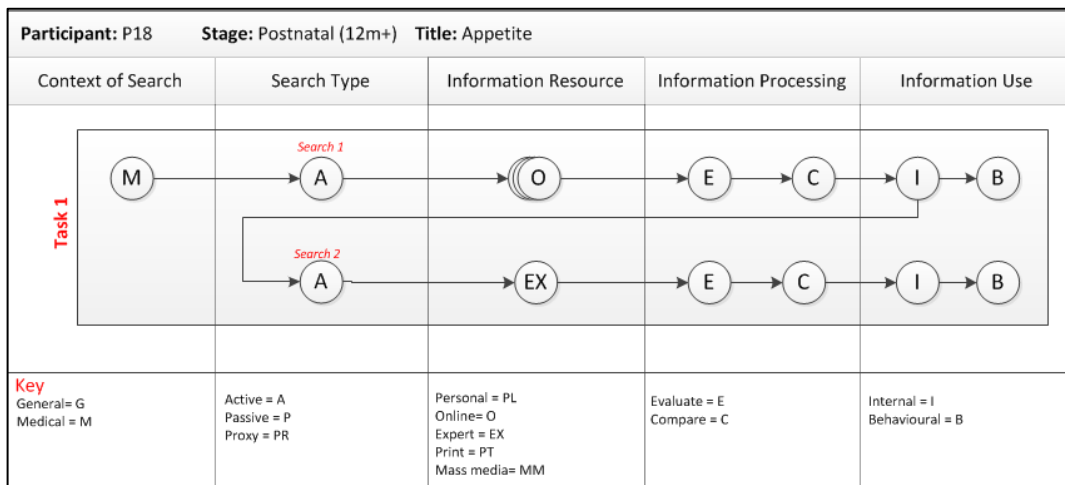 Participant: P18 Stage: Postnatal (12m+) Title: Appetite
Context of Search Search Type Information Resource Information Processing Information Use
Task 1
Search 1
M A O E C I B
Search 2
A EX E C I B
Key
General= G
Medical = M
Active = A
Passive = P
Proxy = PR
Personal = PL
Online= O
Expert = EX
Print = PT
Mass media= MM
Evaluate = E
Compare = C
Internal = I
Behavioural = B